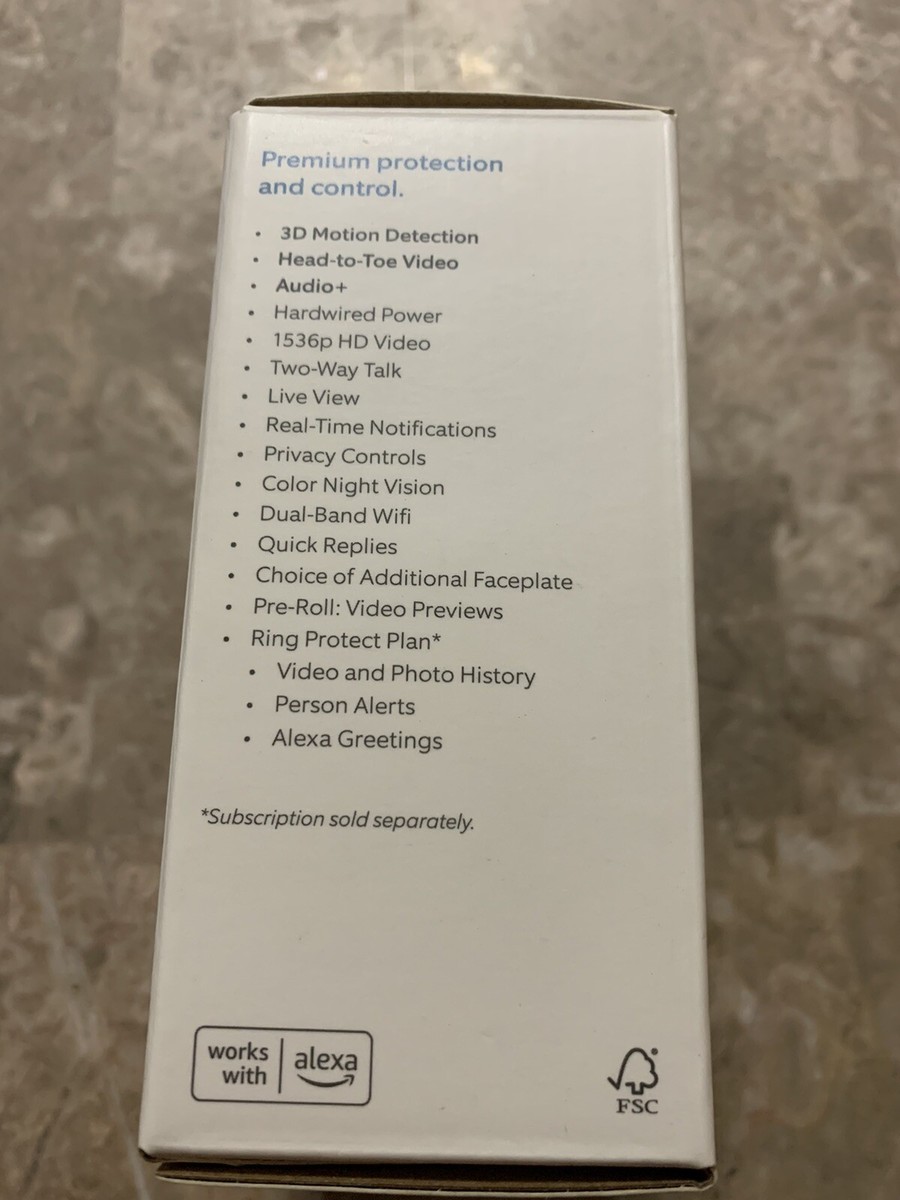 Premium protection
and control.
• 3D Motion Detection
• Head-to-Toe Video
• Audio+
• Hardwired Power
• 1536p HD Video
• Two-Way Talk
• Live View
• Real-Time Notifications
• Privacy Controls
• Color Night Vision
• Dual-Band Wifi
• Quick Replies
• Choice of Additional Faceplate
• Pre-Roll: Video Previews
• Ring Protect Plan*
• Video and Photo History
• Person Alerts
• Alexa Greetings
*Subscription sold separately.
works
with
alexa
FSC